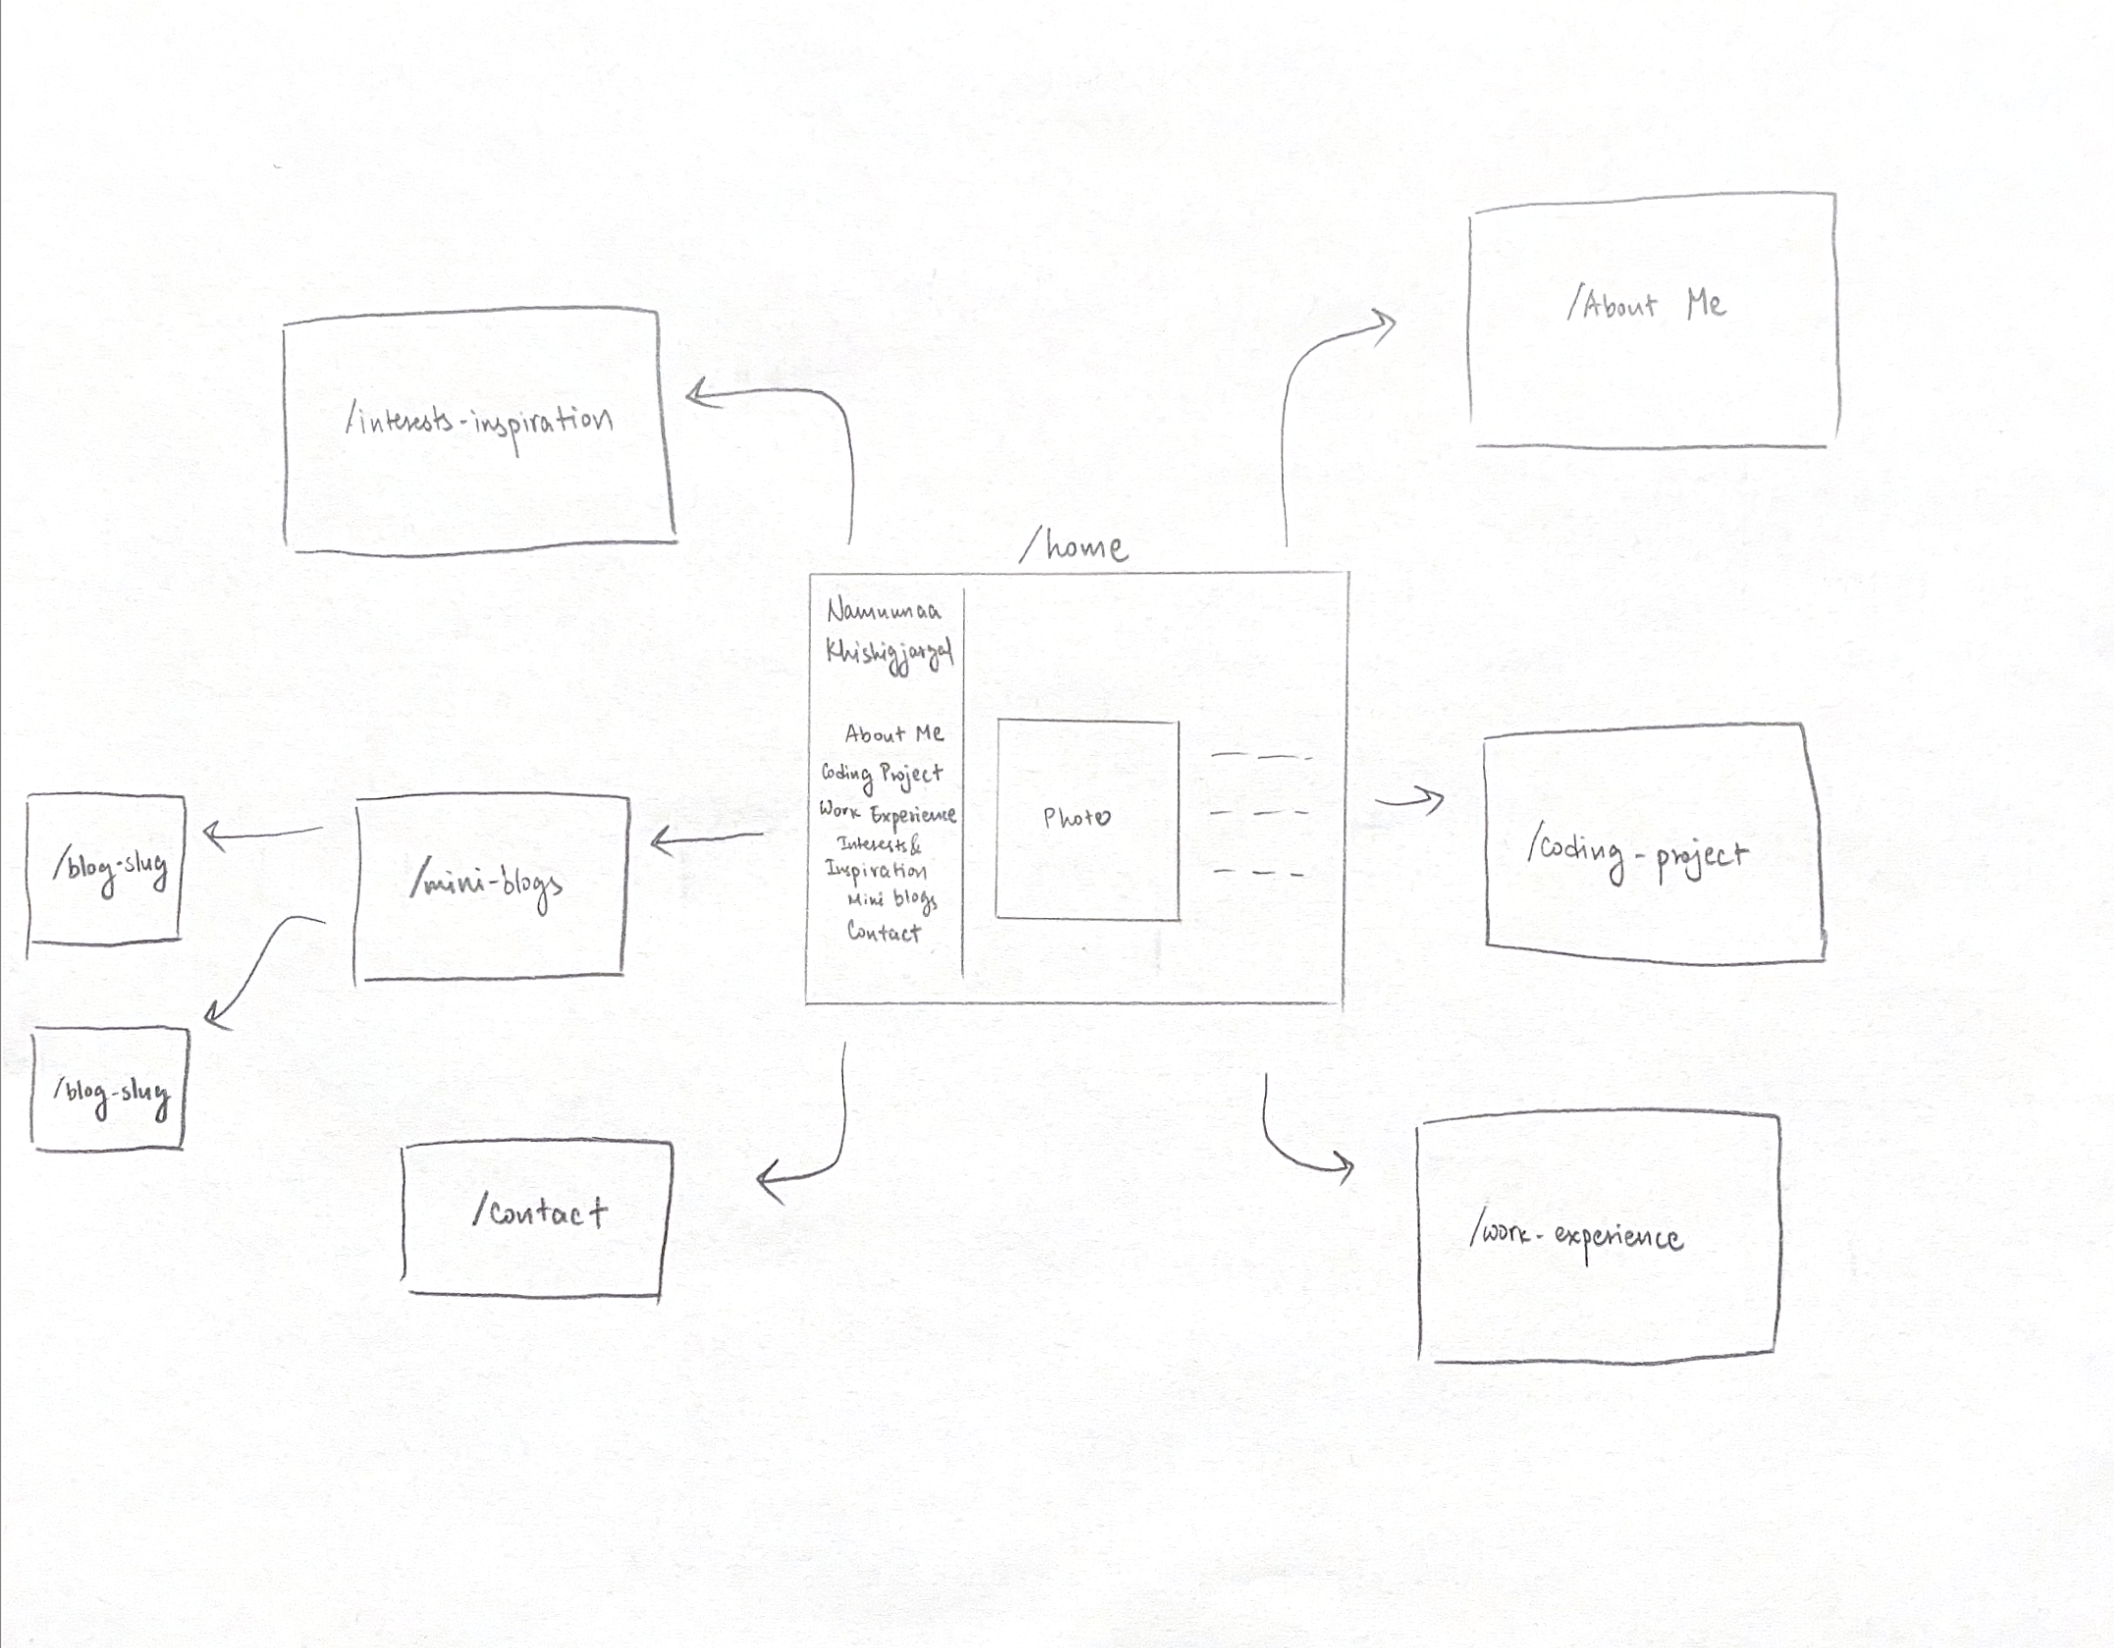 /About Me
/interests-inspiration
/home
Namuunaa
Khishigjargal
About Me
Coding Project
Work Experience
Interests &
Inspiration
Mini blogs
Contact
Photo
/coding-project
/mini-blogs
/blog-slug
/blog-slug
/contact
/work-experience